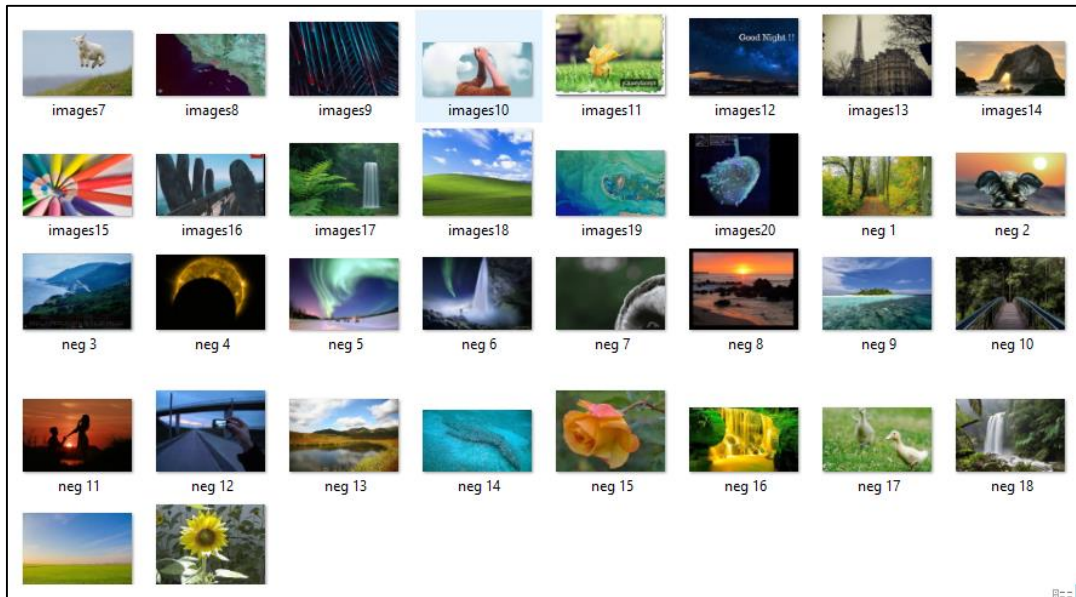 Good Night !!
images7 images8 images9 images10 images11 images12 images13 images14
images15 images16 images17 images18 images19 images20 neg 1 neg 2
neg 3 neg 4 neg 5 neg 6 neg 7 neg 8 neg 9 neg 10
neg 11 neg 12 neg 13 neg 14 neg 15 neg 16 neg 17 neg 18